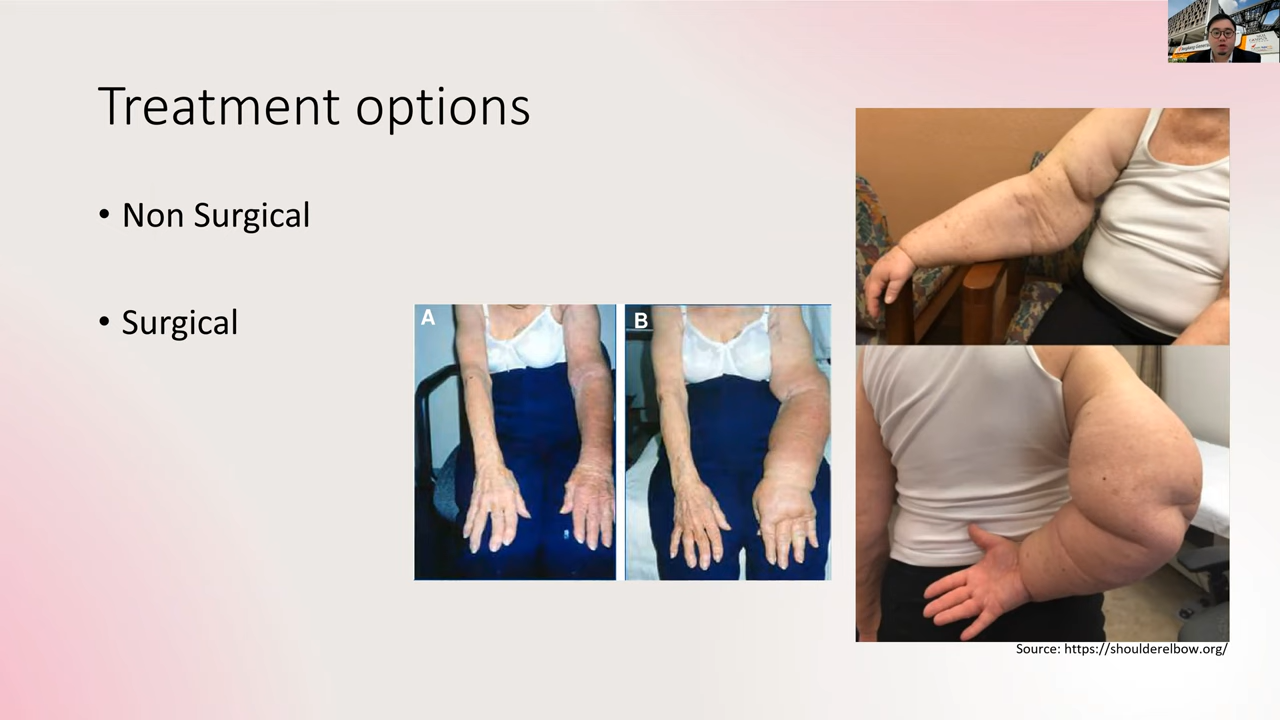 Treatment options
• Non Surgical
• Surgical
A
B
Source: https://shoulderelbow.org/